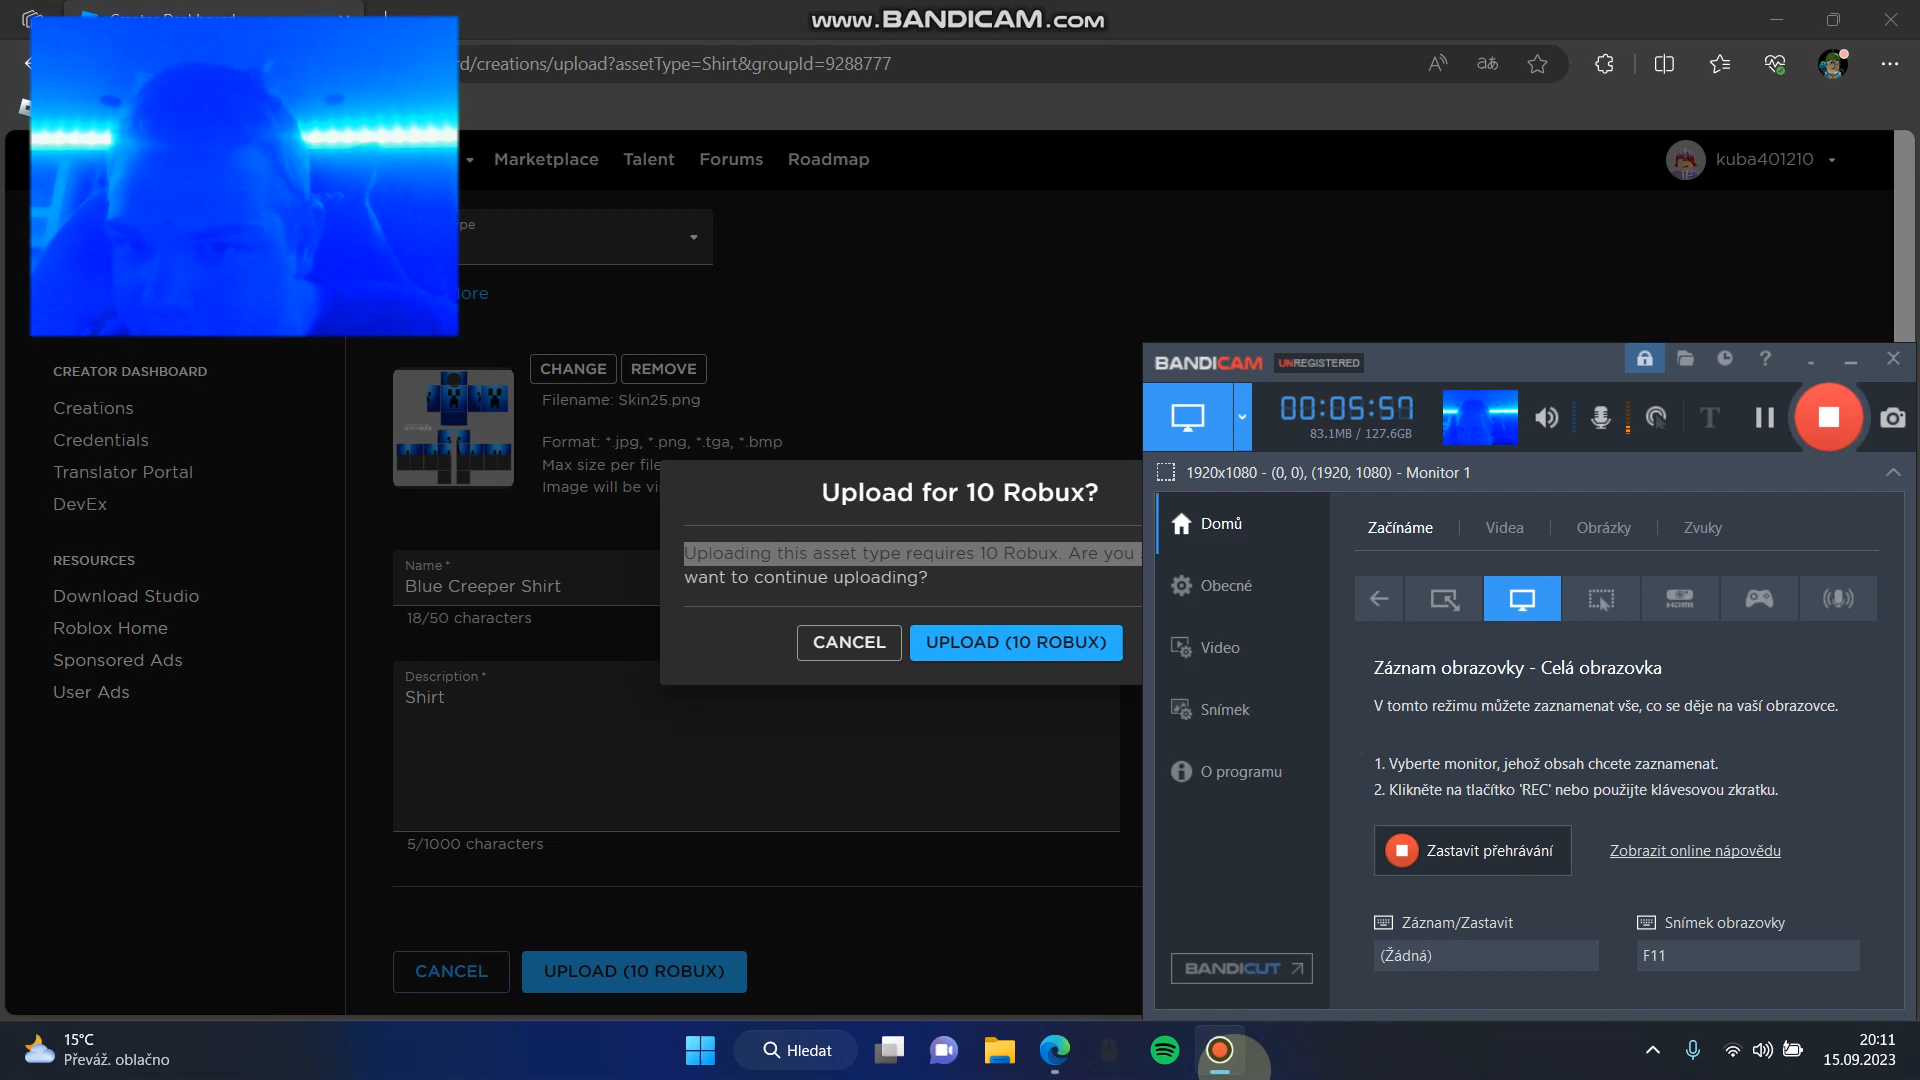 www.BANDICAM.com
d/creations/upload?assetType=Shirt&groupId=9288777
Marketplace
Talent
Forums
Roadmap
kuba401210
pe
ore
CREATOR DASHBOARD
Creations
Credentials
Translator Portal
DevEx
RESOURCES
Download Studio
Roblox Home
Sponsored Ads
User Ads
CHANGE
REMOVE
Filename: Skin25.png
Format: *.jpg, *.png, *.tga, *.bmp
Max size per file
Image will be vi
Name*
Blue Creeper Shirt
18/50 characters
Description*
Shirt
5/1000 characters
CANCEL
UPLOAD (10 ROBUX)
Upload for 10 Robux?
Uploading this asset type requires 10 Robux. Are you
want to continue uploading?
CANCEL
UPLOAD (10 ROBUX)
BANDICAM
UNREGISTERED
00:05:57
83.1MB / 127.6GB
1920x1080 - (0, 0), (1920, 1080) - Monitor 1
Domů
Obecné
Video
Snímek
O programu
BANDICUT
Začínáme
Videa
Obrázky
Zvuky
HDMI
Záznam obrazovky - Celá obrazovka
V tomto režimu můžete zaznamenat vše, co se děje na vaší obrazovce.
1. Vyberte monitor, jehož obsah chcete zaznamenat.
2. Klikněte na tlačítko 'REC' nebo použijte klávesovou zkratku.
Zastavit přehrávání
Zobrazit online nápovědu
Záznam/Zastavit
(Žádná)
Snímek obrazovky
F11
15°C
Převáž. oblačno
Hledat
20:11
15.09.2023